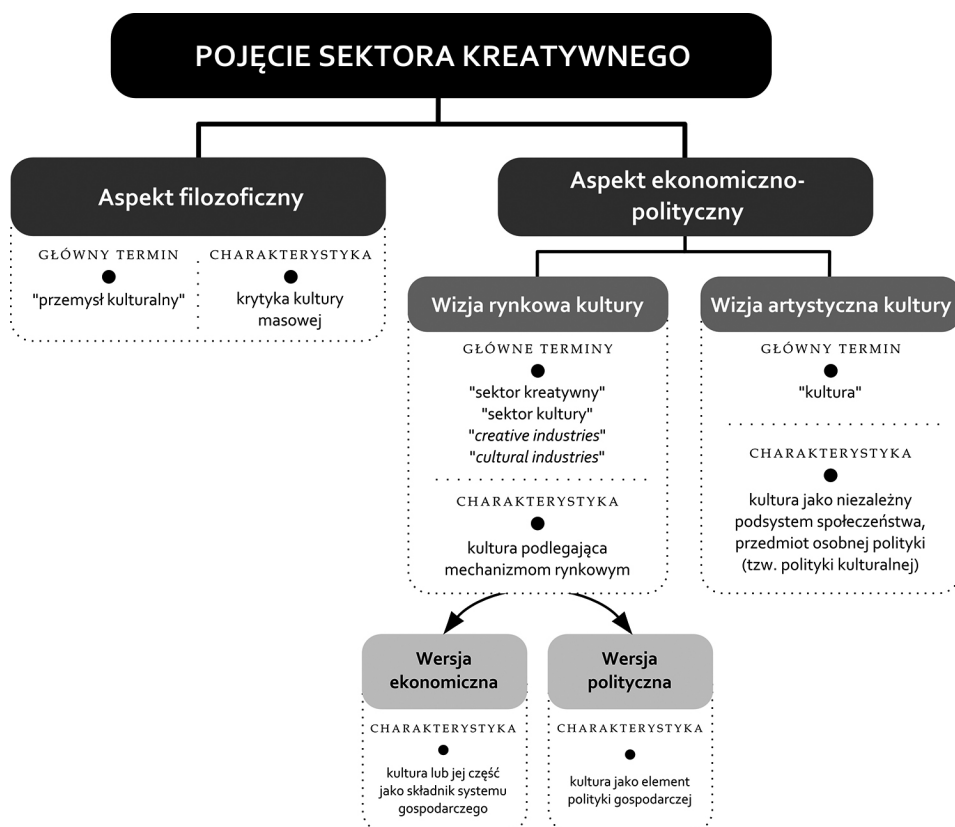 POJĘCIE SEKTORA KREATYWNEGO
Aspekt filozoficzny
GŁÓWNY TERMIN
"przemysł kulturalny"
CHARAKTERYSTYKA
krytyka kultury
masowej
Aspekt ekonomiczno-
polityczny
Wizja rynkowa kultury
GŁÓWNE TERMINY
"sektor kreatywny"
"sektor kultury"
"creative industries"
"cultural industries"
CHARAKTERYSTYKA
kultura podlegająca
mechanizmom rynkowym
Wizja artystyczna kultury
GŁÓWNY TERMIN
"kultura"
CHARAKTERYSTYKA
kultura jako niezależny
podsystem społeczeństwa,
przedmiot osobnej polityki
(tzw. polityki kulturalnej)
Wersja
ekonomiczna
CHARAKTERYSTYKA
kultura lub jej część
jako składnik systemu
gospodarczego
Wersja
polityczna
CHARAKTERYSTYKA
kultura jako element
polityki gospodarczej